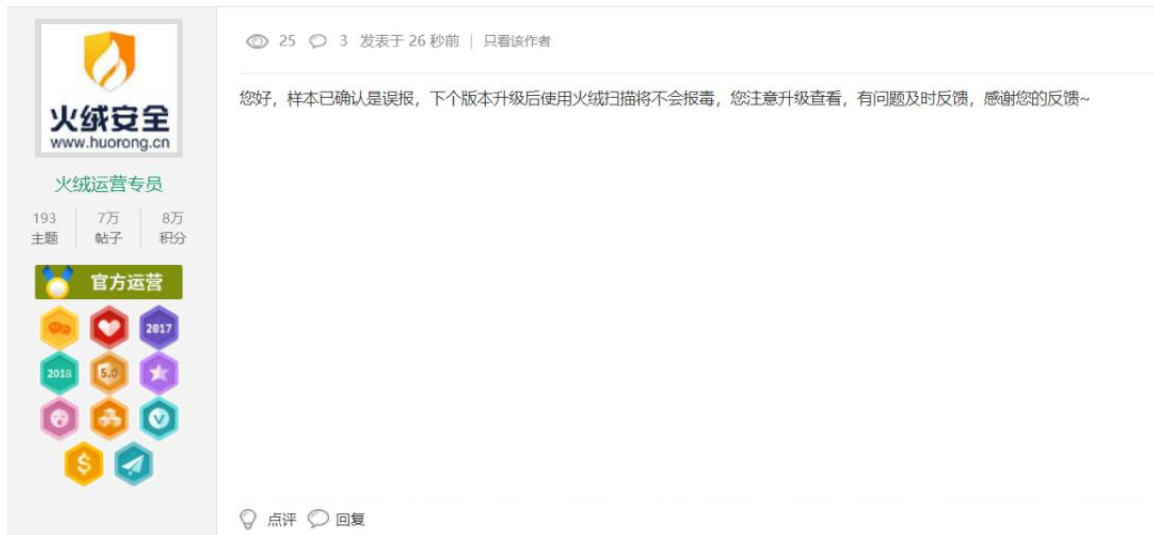 火绒安全
www.huorong.cn
火绒运营专员
193 7万 8万
主题 帖子 积分
官方运营
2017
2018 5.0
25 3 发表于 26 秒前 | 只看该作者
您好，样本已确认是误报，下个版本升级后使用火绒扫描将不会报毒，您注意升级查看，有问题及时反馈，感谢您的反馈~
点评 回复